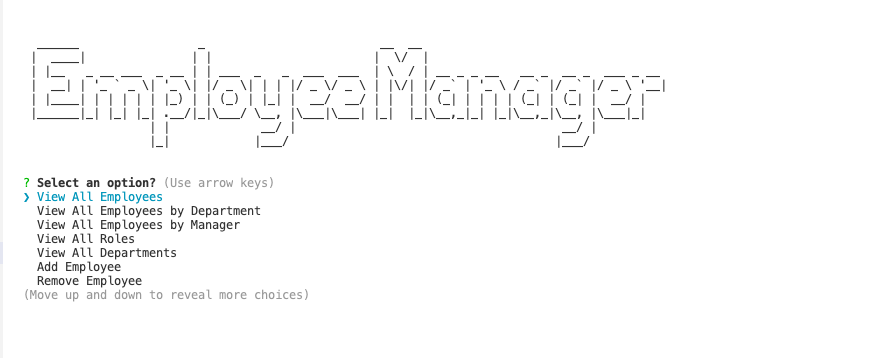 Employee Manager
? Select an option? (Use arrow keys)
❯ View All Employees
View All Employees by Department
View All Employees by Manager
View All Roles
View All Departments
Add Employee
Remove Employee
(Move up and down to reveal more choices)